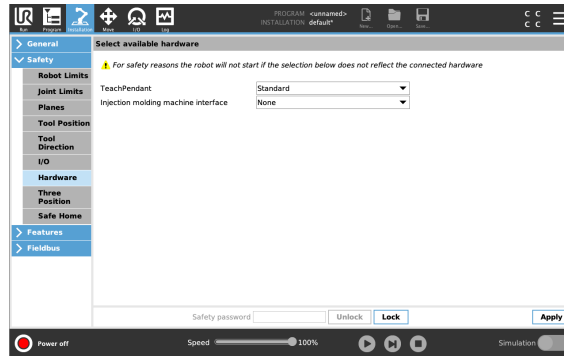 UR
Run
Program
Installation
Move
I/O
Log
PROGRAM <unnamed>
INSTALLATION default*
New...
Open...
Save...
C C
C C
General
Safety
Robot Limits
Joint Limits
Planes
Tool Position
Tool
Direction
I/O
Hardware
Three
Position
Safe Home
Features
Fieldbus
Select available hardware
For safety reasons the robot will not start if the selection below does not reflect the connected hardware
TeachPendant Standard
Injection molding machine interface None
Safety password Unlock Lock Apply
Power off Speed 100% Simulation